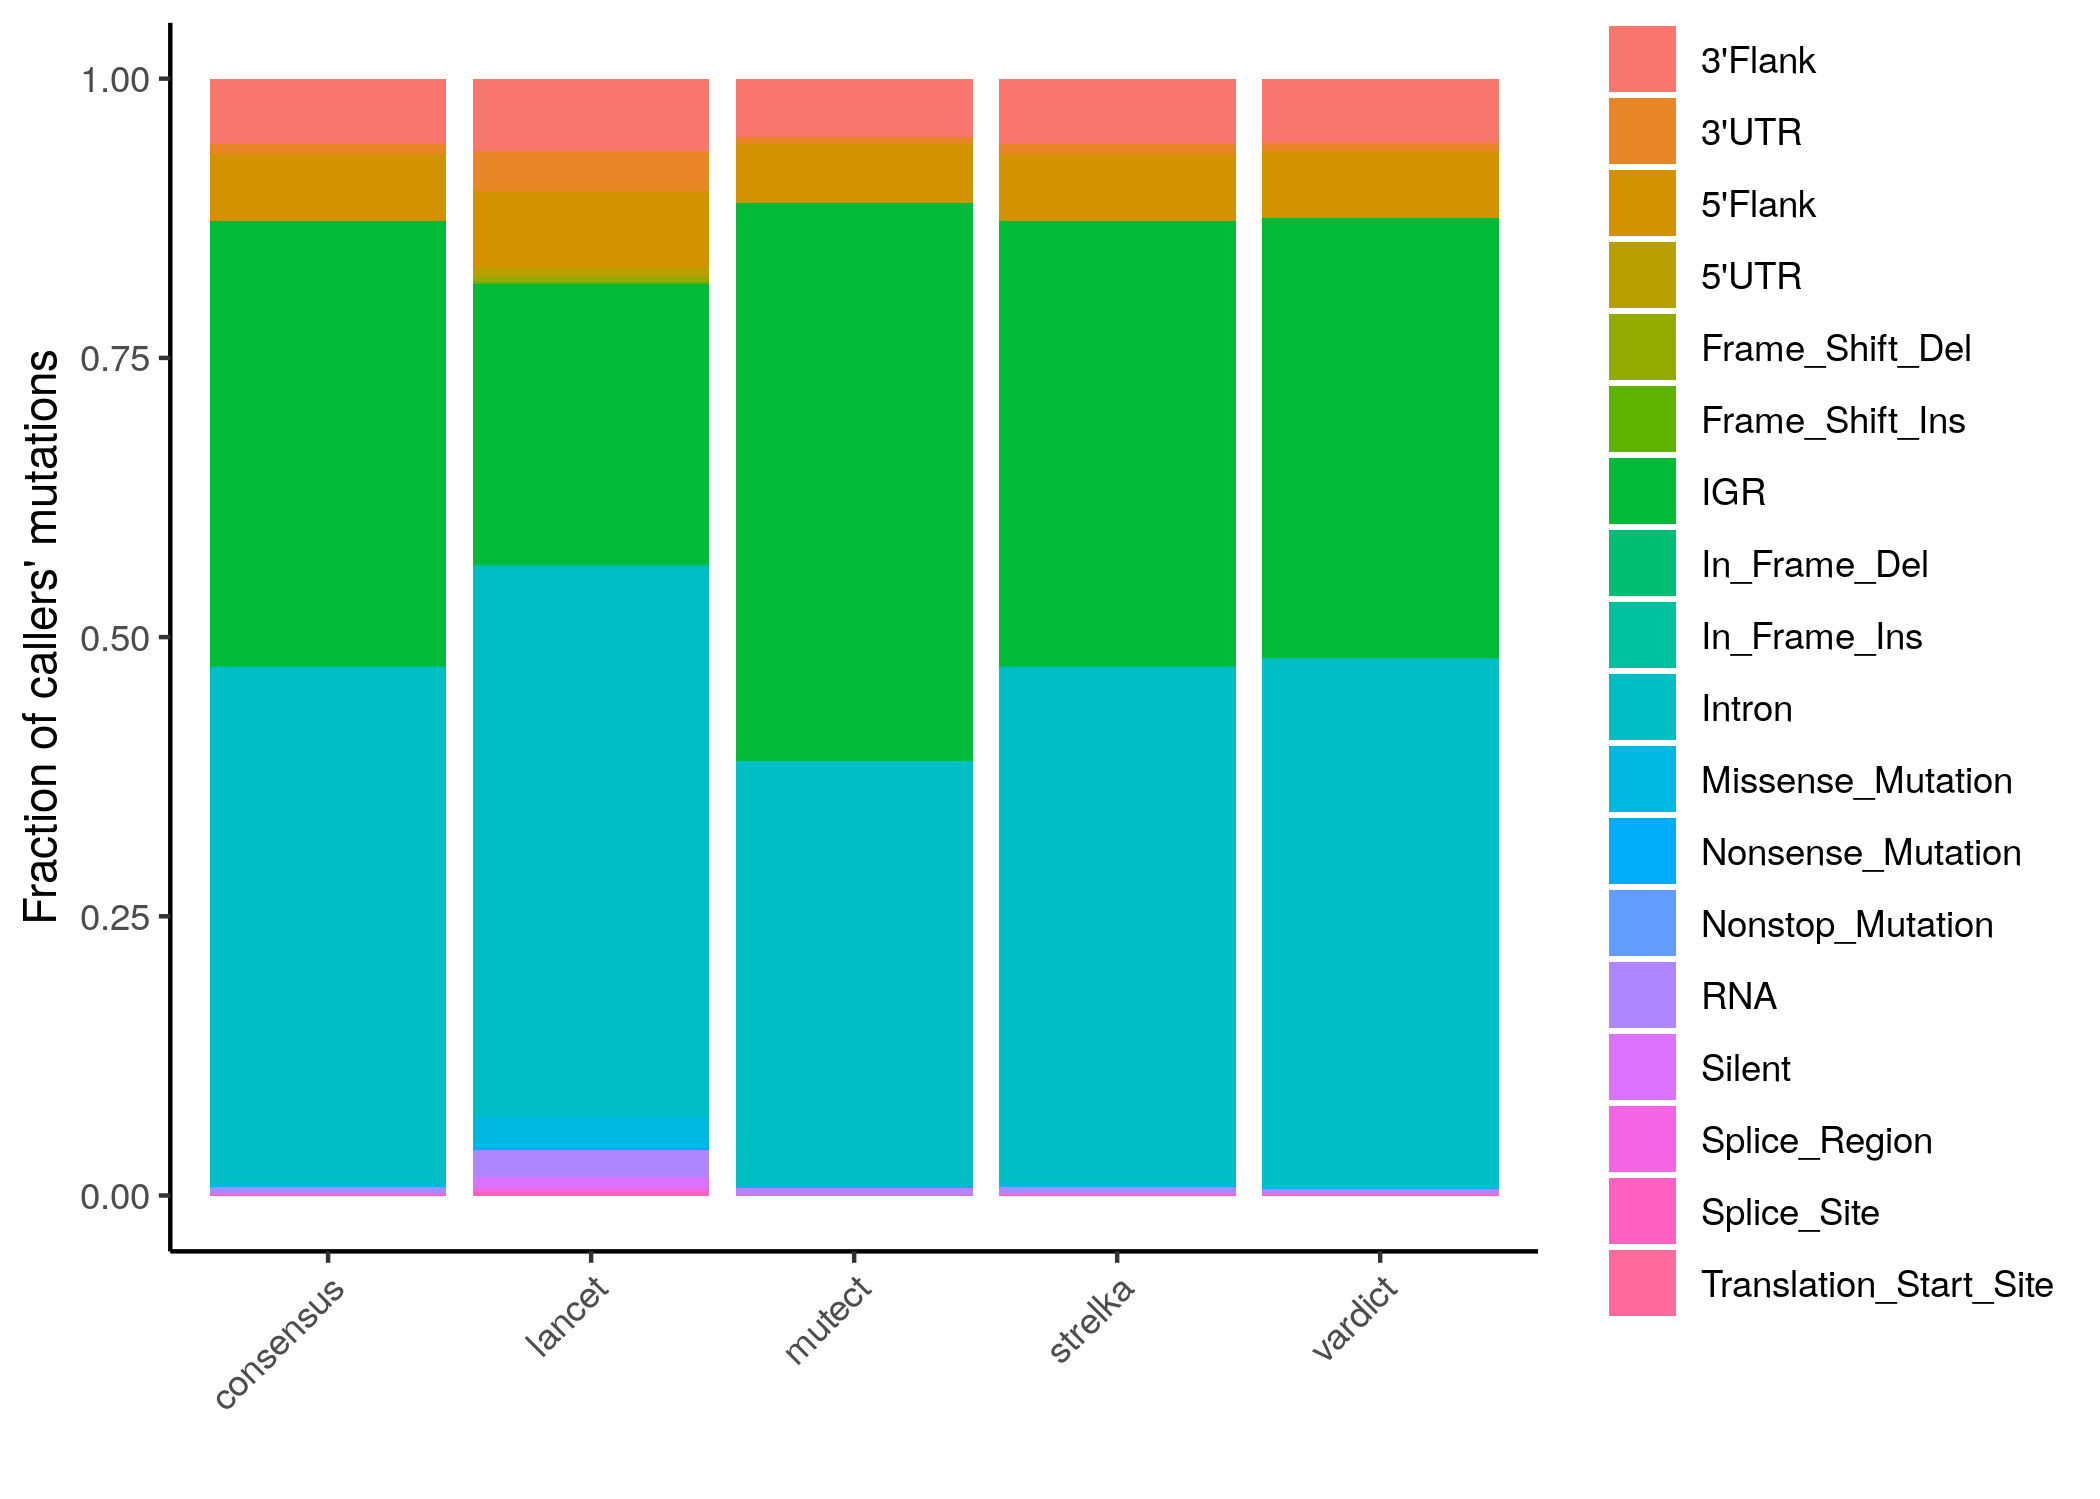 Fraction of callers' mutations
1.00
0.75
0.50
0.25
0.00
consensus
lancet
mutect
strelka
vardict
3'Flank
3'UTR
5'Flank
5'UTR
Frame_Shift_Del
Frame_Shift_Ins
IGR
In_Frame_Del
In_Frame_Ins
Intron
Missense_Mutation
Nonsense_Mutation
Nonstop_Mutation
RNA
Silent
Splice_Region
Splice_Site
Translation_Start_Site